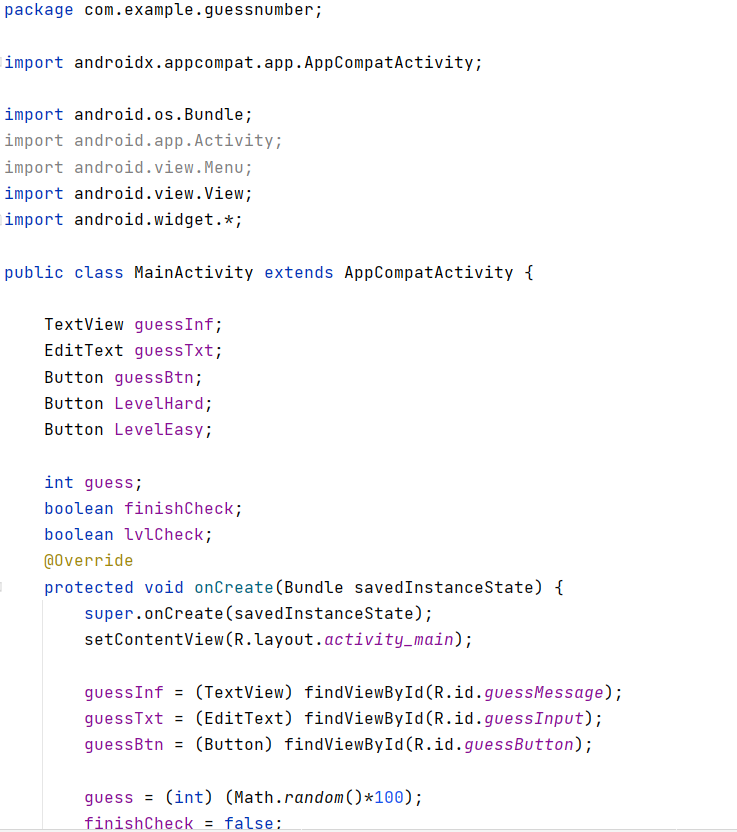 package com.example.guessnumber;
import androidx.appcompat.app.AppCompatActivity;
import android.os.Bundle;
import android.app.Activity;
import android.view.Menu;
import android.view.View;
import android.widget.*;
public class MainActivity extends AppCompatActivity {
TextView guessInf;
EditText guessTxt;
Button guessBtn;
Button LevelHard;
Button LevelEasy;
int guess;
boolean finishCheck;
boolean lvlCheck;
@Override
protected void onCreate(Bundle savedInstanceState) {
super.onCreate(savedInstanceState);
setContentView(R.layout.activity_main);
guessInf = (TextView) findViewById(R.id.guessMessage);
guessTxt = (EditText) findViewById(R.id.guessInput);
guessBtn = (Button) findViewById(R.id.guessButton);
guess = (int) (Math.random()*100);
finishCheck = false;